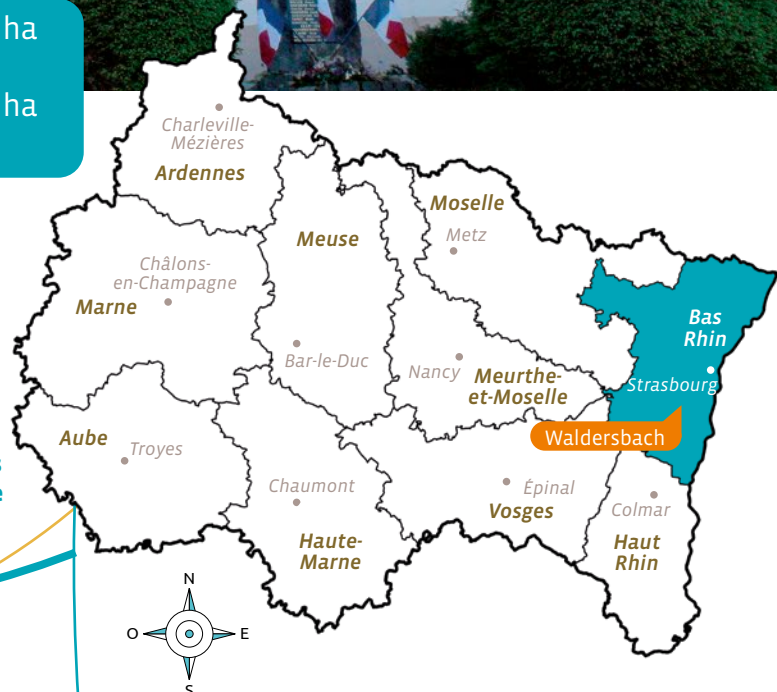 ha
ha
Charleville-
Mézières
Ardennes
Moselle
Metz
Meuse
Châlons-
en-Champagne
Marne
Bas
Rhin
Bar-le-Duc
Nancy
Meurthe-
et-Moselle
Strasbourg
Waldersbach
Aube
Troyes
s
e
Chaumont
Épinal
Vosges
Colmar
Haute-
Marne
Haut
Rhin
N
O
E
S